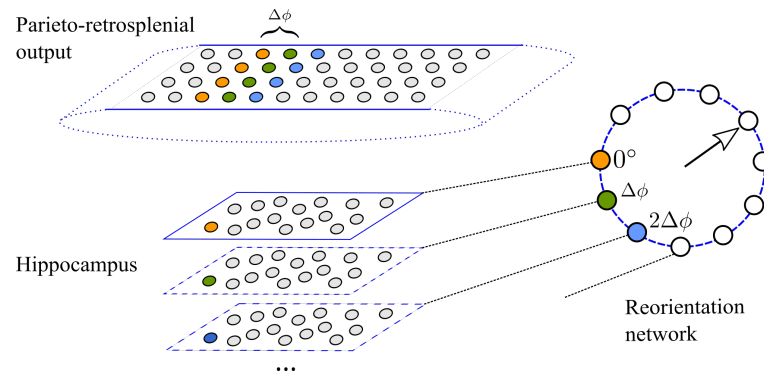 Parieto-retrosplenial
output
Δϕ
0°
Δϕ
2Δϕ
Hippocampus
Reorientation
network
...